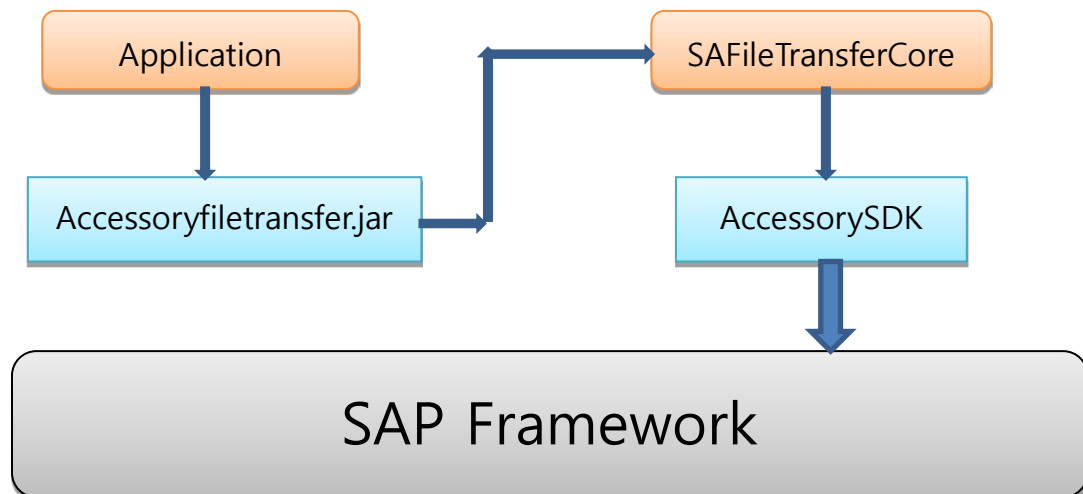 Application
SAFileTransferCore
Accessoryfiletransfer.jar
AccessorySDK
SAP Framework